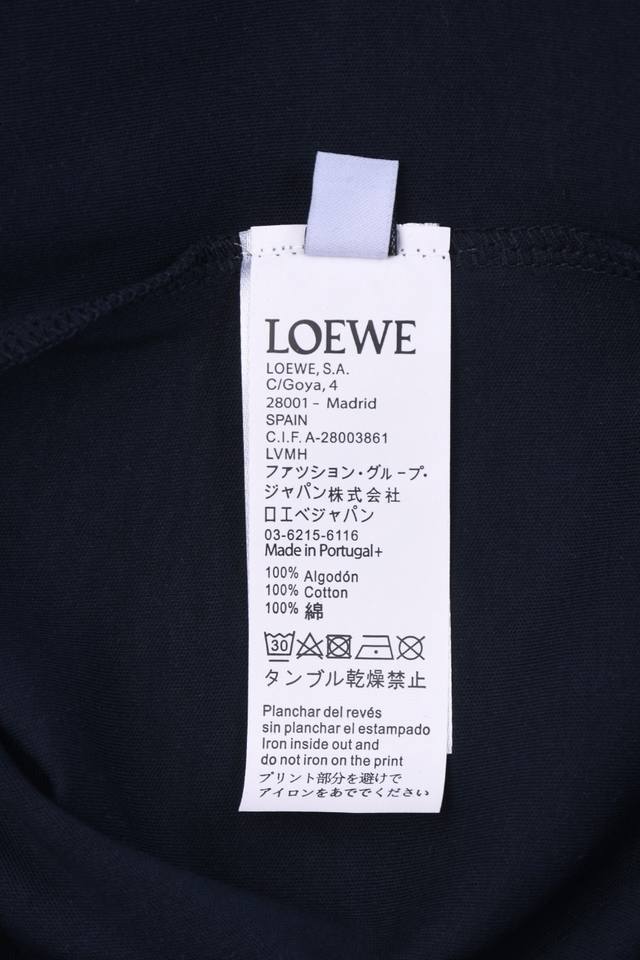 LOEWE
LOEWE, S.A.
C/Goya, 4
28001 - Madrid
SPAIN
C.I.F. A-28003861
LVMH
ファツション・グループ・
ジャパン株式会社
ロエベジャパン
03-6215-6116
Made in Portugal+
100% Algodón
100% Cotton
100% 綿
30
タンブル乾燥禁止
Planchar del revés
sin planchar el estampado
Iron inside out and
do not iron on the print
プリント部分を避けで
アイロンをあででください